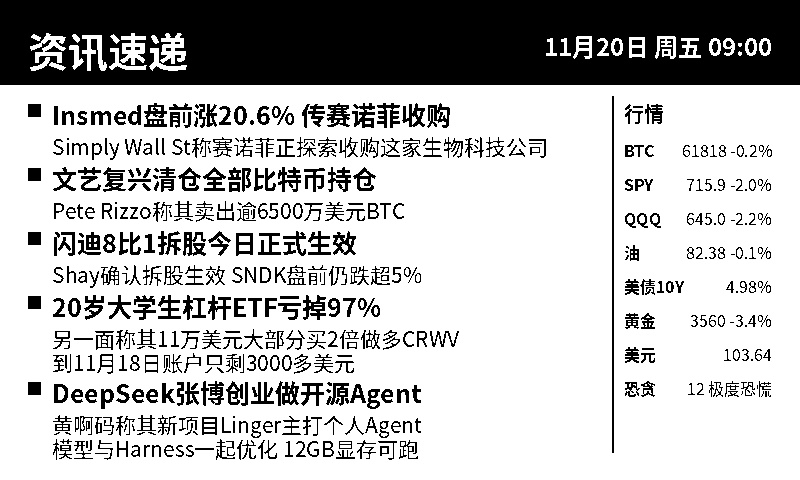 资讯速递
11月20日 周五 09:00
Insmed盘前涨20.6% 传赛诺菲收购
Simply Wall St称赛诺菲正探索收购这家生物科技公司
文艺复兴清仓全部比特币持仓
Pete Rizzo称其卖出逾6500万美元BTC
闪迪8比1拆股今日正式生效
Shay确认拆股生效 SNDK盘前仍跌超5%
20岁大学生杠杆ETF亏掉97%
另一面称其11万美元大部分买2倍做多CRWV
到11月18日账户只剩3000多美元
DeepSeek张博创业做开源Agent
黄啊码称其新项目Linger主打个人Agent
模型与Harness一起优化 12GB显存可跑
行情
BTC 61818 -0.2%
SPY 715.9 -2.0%
QQQ 645.0 -2.2%
油 82.38 -0.1%
美债10Y 4.98%
黄金 3560 -3.4%
美元 103.64
恐贪 12 极度恐慌